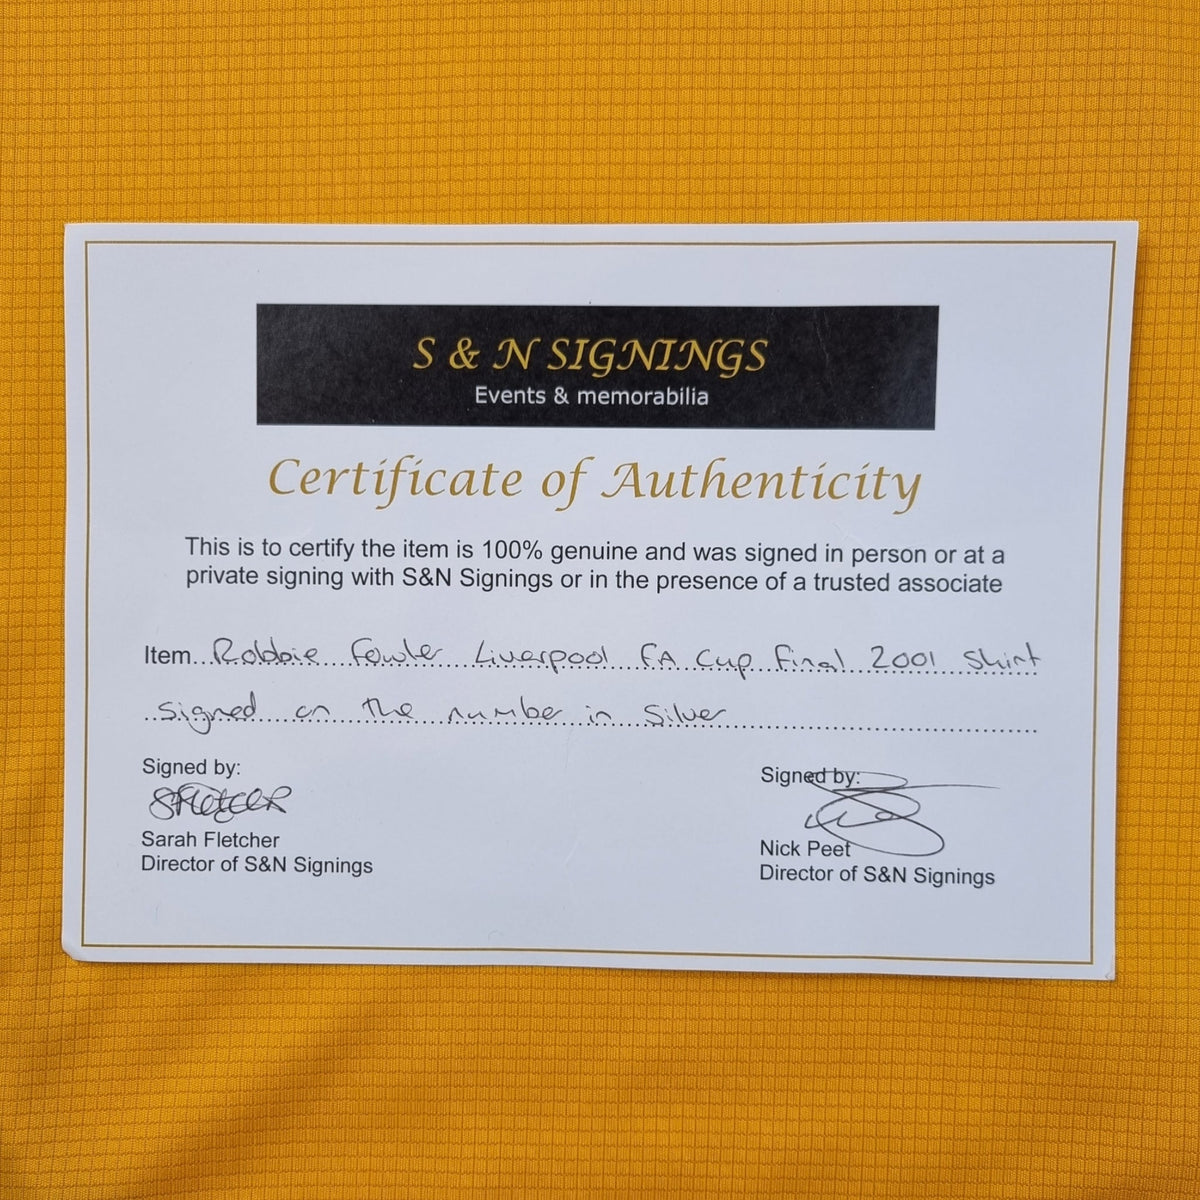 S & N SIGNINGS
Events & memorabilia
Certificate of Authenticity
This is to certify the item is 100% genuine and was signed in person or at a
private signing with S&N Signings or in the presence of a trusted associate
Item Robbie Fowler Liverpool FA Cup Final 2001 Shirt
signed on the number in Silver
Signed by:
SFletcher
Sarah Fletcher
Director of S&N Signings
Signed by:
Nick Peet
Director of S&N Signings